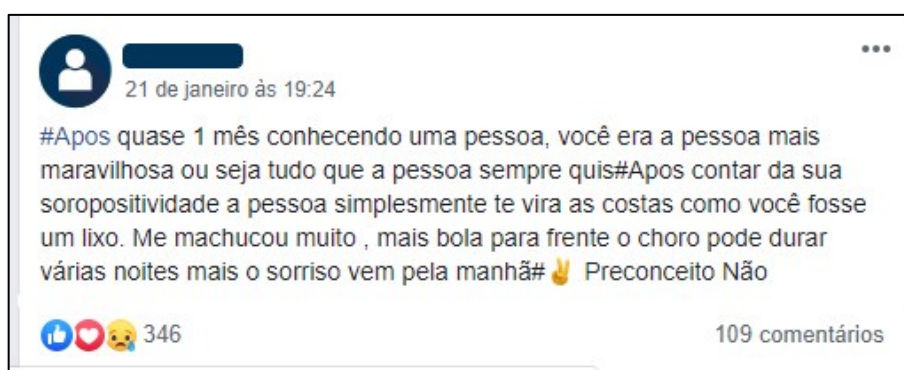 21 de janeiro às 19:24
#Apos quase 1 mês conhecendo uma pessoa, você era a pessoa mais
maravilhosa ou seja tudo que a pessoa sempre quis#Apos contar da sua
soropositividade a pessoa simplesmente te vira as costas como você fosse
um lixo. Me machucou muito , mais bola para frente o choro pode durar
várias noites mais o sorriso vem pela manhã#✌ Preconceito Não
346
109 comentários